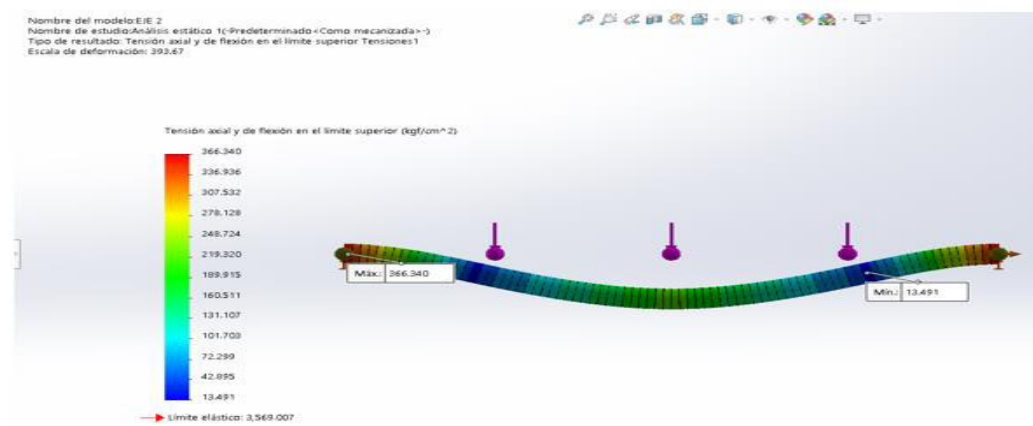 Nombre del modelo:EJE 2
Nombre de estudio:Análisis estático 1(-Predeterminado<Como mecanizada>-)
Tipo de resultado: Tensión axial y de flexión en el límite superior Tensiones1
Escala de deformación: 393.67
Tensión axial y de flexión en el límite superior (kgf/cm^2)
366.340
336.936
307.532
278.128
248.724
219.320
189.915
160.511
131.107
101.703
72.299
42.895
13.491
Límite elástico: 3,569.007
Máx.: 366.340
Mín.: 13.491